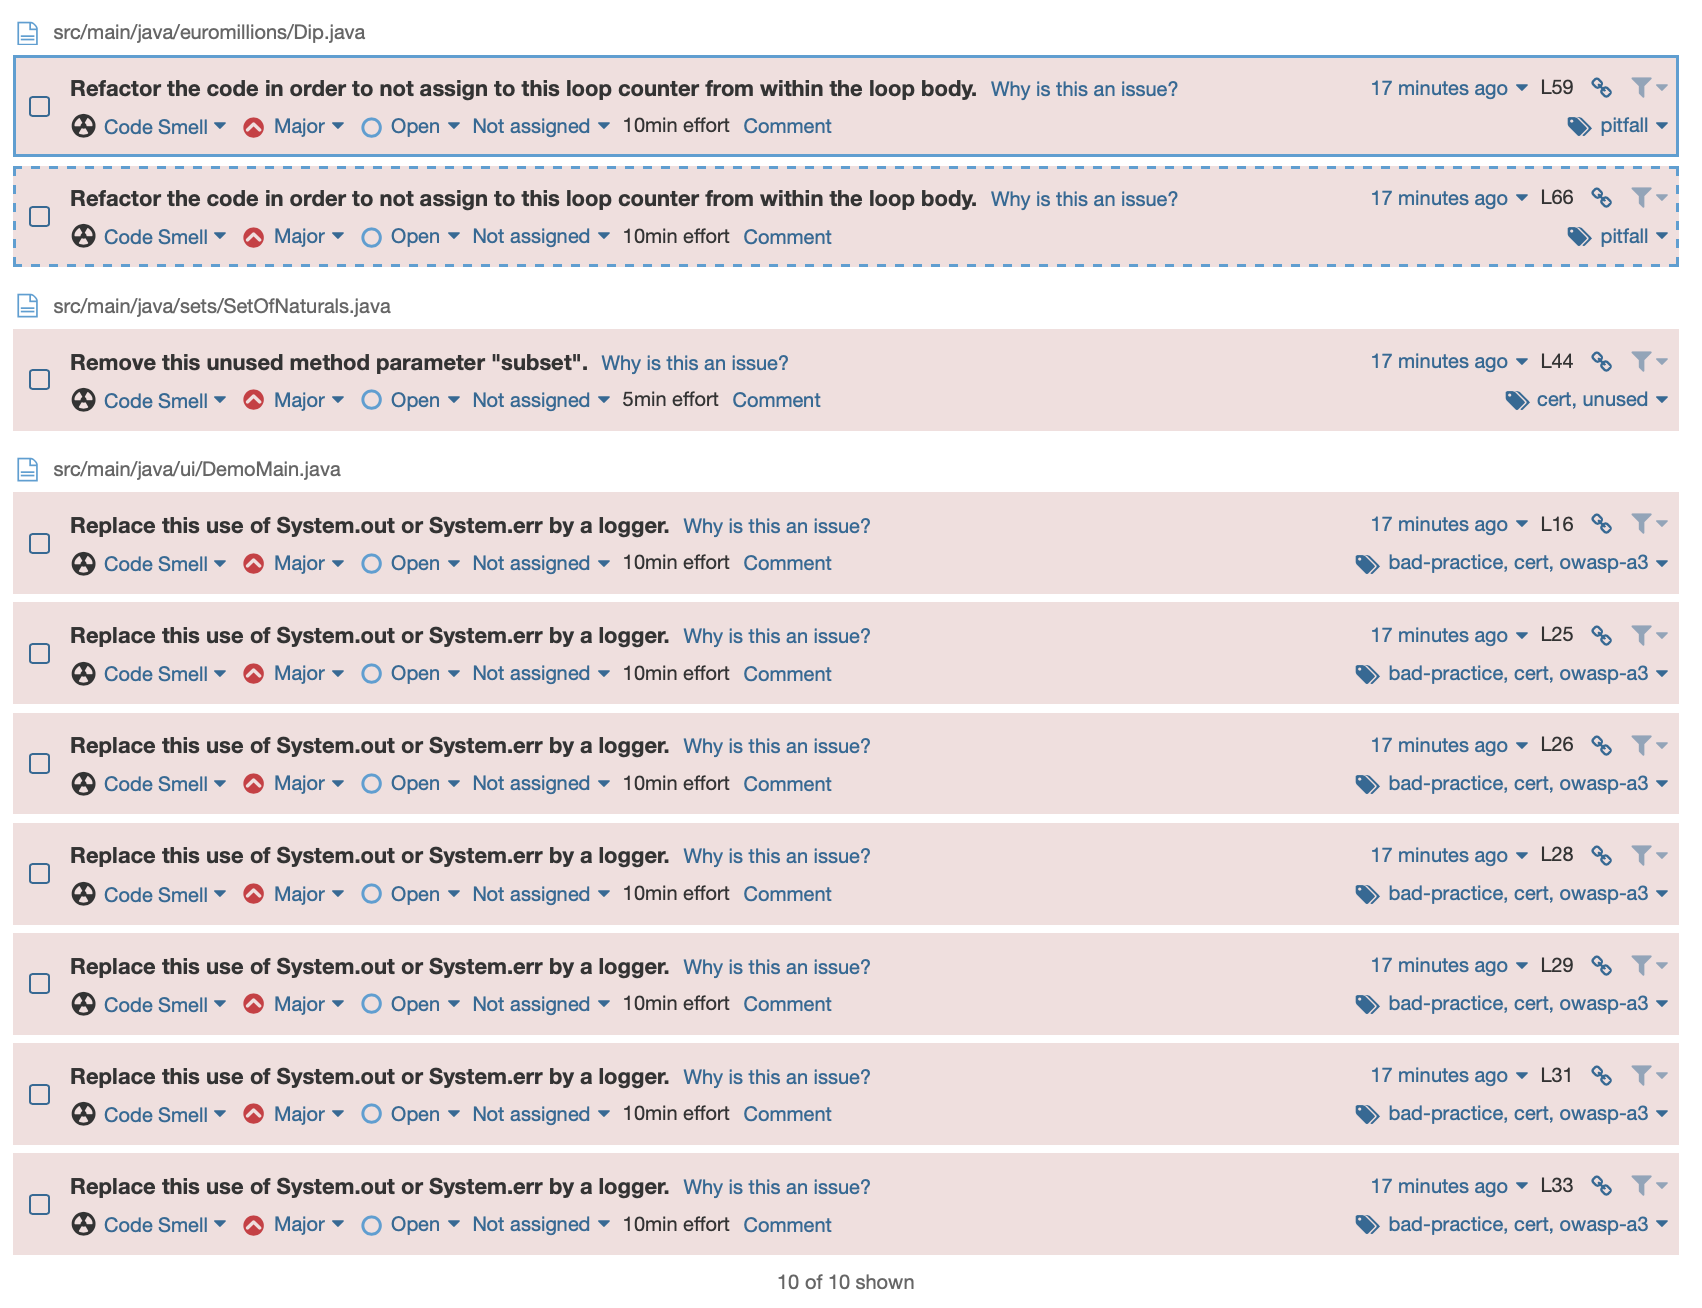 src/main/java/euromillions/Dip.java
Refactor the code in order to not assign to this loop counter from within the loop body. Why is this an issue? 17 minutes ago L59
Code Smell Major Open Not assigned 10min effort Comment pitfall
Refactor the code in order to not assign to this loop counter from within the loop body. Why is this an issue? 17 minutes ago L66
Code Smell Major Open Not assigned 10min effort Comment pitfall
src/main/java/sets/SetOfNaturals.java
Remove this unused method parameter "subset". Why is this an issue? 17 minutes ago L44
Code Smell Major Open Not assigned 5min effort Comment cert, unused
src/main/java/ui/DemoMain.java
Replace this use of System.out or System.err by a logger. Why is this an issue? 17 minutes ago L16
Code Smell Major Open Not assigned 10min effort Comment bad-practice, cert, owasp-a3
Replace this use of System.out or System.err by a logger. Why is this an issue? 17 minutes ago L25
Code Smell Major Open Not assigned 10min effort Comment bad-practice, cert, owasp-a3
Replace this use of System.out or System.err by a logger. Why is this an issue? 17 minutes ago L26
Code Smell Major Open Not assigned 10min effort Comment bad-practice, cert, owasp-a3
Replace this use of System.out or System.err by a logger. Why is this an issue? 17 minutes ago L28
Code Smell Major Open Not assigned 10min effort Comment bad-practice, cert, owasp-a3
Replace this use of System.out or System.err by a logger. Why is this an issue? 17 minutes ago L29
Code Smell Major Open Not assigned 10min effort Comment bad-practice, cert, owasp-a3
Replace this use of System.out or System.err by a logger. Why is this an issue? 17 minutes ago L31
Code Smell Major Open Not assigned 10min effort Comment bad-practice, cert, owasp-a3
Replace this use of System.out or System.err by a logger. Why is this an issue? 17 minutes ago L33
Code Smell Major Open Not assigned 10min effort Comment bad-practice, cert, owasp-a3
10 of 10 shown